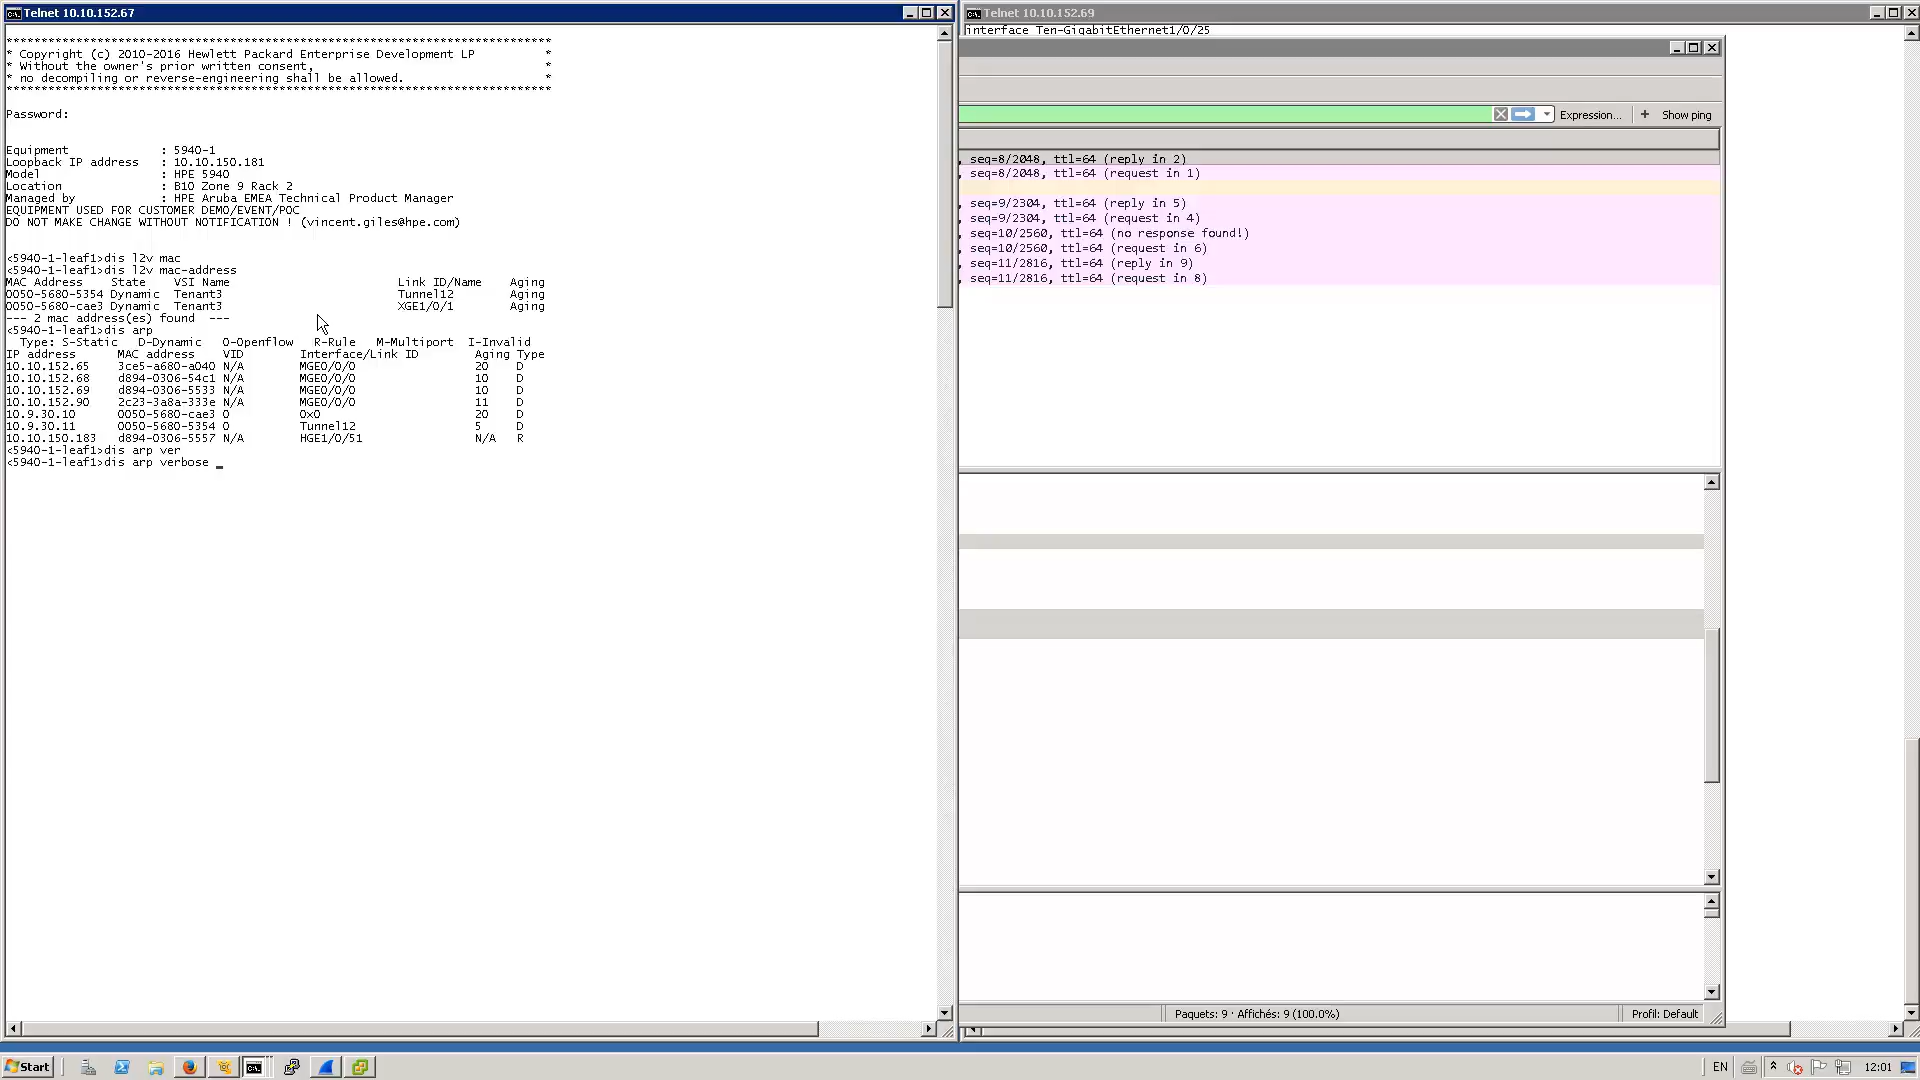 Telnet 10.10.152.67
******************************************************************************
* Copyright (c) 2010-2016 Hewlett Packard Enterprise Development LP *
* Without the owner's prior written consent, *
* no decompiling or reverse-engineering shall be allowed. *
******************************************************************************
Password:
Equipment : 5940-1
Loopback IP address : 10.10.150.181
Model : HPE 5940
Location : B10 Zone 9 Rack 2
Managed by : HPE Aruba EMEA Technical Product Manager
EQUIPMENT USED FOR CUSTOMER DEMO/EVENT/POC
DO NOT MAKE CHANGE WITHOUT NOTIFICATION ! (vincent.giles@hpe.com)
<5940-1-leaf1>dis l2v mac
<5940-1-leaf1>dis l2v mac-address
MAC Address State VSI Name Link ID/Name Aging
0050-5680-5354 Dynamic Tenant3 Tunnel12 Aging
0050-5680-cae3 Dynamic Tenant3 XGE1/0/1 Aging
--- 2 mac address(es) found ---
<5940-1-leaf1>dis arp
Type: S-Static D-Dynamic O-Openflow R-Rule M-Multiport I-Invalid
IP address MAC address VID Interface/Link ID Aging Type
10.10.152.65 3ce5-a680-a040 N/A MGE0/0/0 20 D
10.10.152.68 d894-0306-54c1 N/A MGE0/0/0 10 D
10.10.152.69 d894-0306-5533 N/A MGE0/0/0 10 D
10.10.152.90 2c23-3a8a-333e N/A MGE0/0/0 11 D
10.9.30.10 0050-5680-cae3 0 0x0 20 D
10.9.30.11 0050-5680-5354 0 Tunnel12 5 D
10.10.150.183 d894-0306-5557 N/A HGE1/0/51 N/A R
<5940-1-leaf1>dis arp ver
<5940-1-leaf1>dis arp verbose _
Telnet 10.10.152.69
interface Ten-GigabitEthernet1/0/25
Expression... + Show ping
, seq=8/2048, ttl=64 (reply in 2)
, seq=8/2048, ttl=64 (request in 1)
, seq=9/2304, ttl=64 (reply in 5)
, seq=9/2304, ttl=64 (request in 4)
, seq=10/2560, ttl=64 (no response found!)
, seq=10/2560, ttl=64 (request in 6)
, seq=11/2816, ttl=64 (reply in 9)
, seq=11/2816, ttl=64 (request in 8)
Paquets: 9 · Affichés: 9 (100.0%) Profil: Default
Start EN 12:01